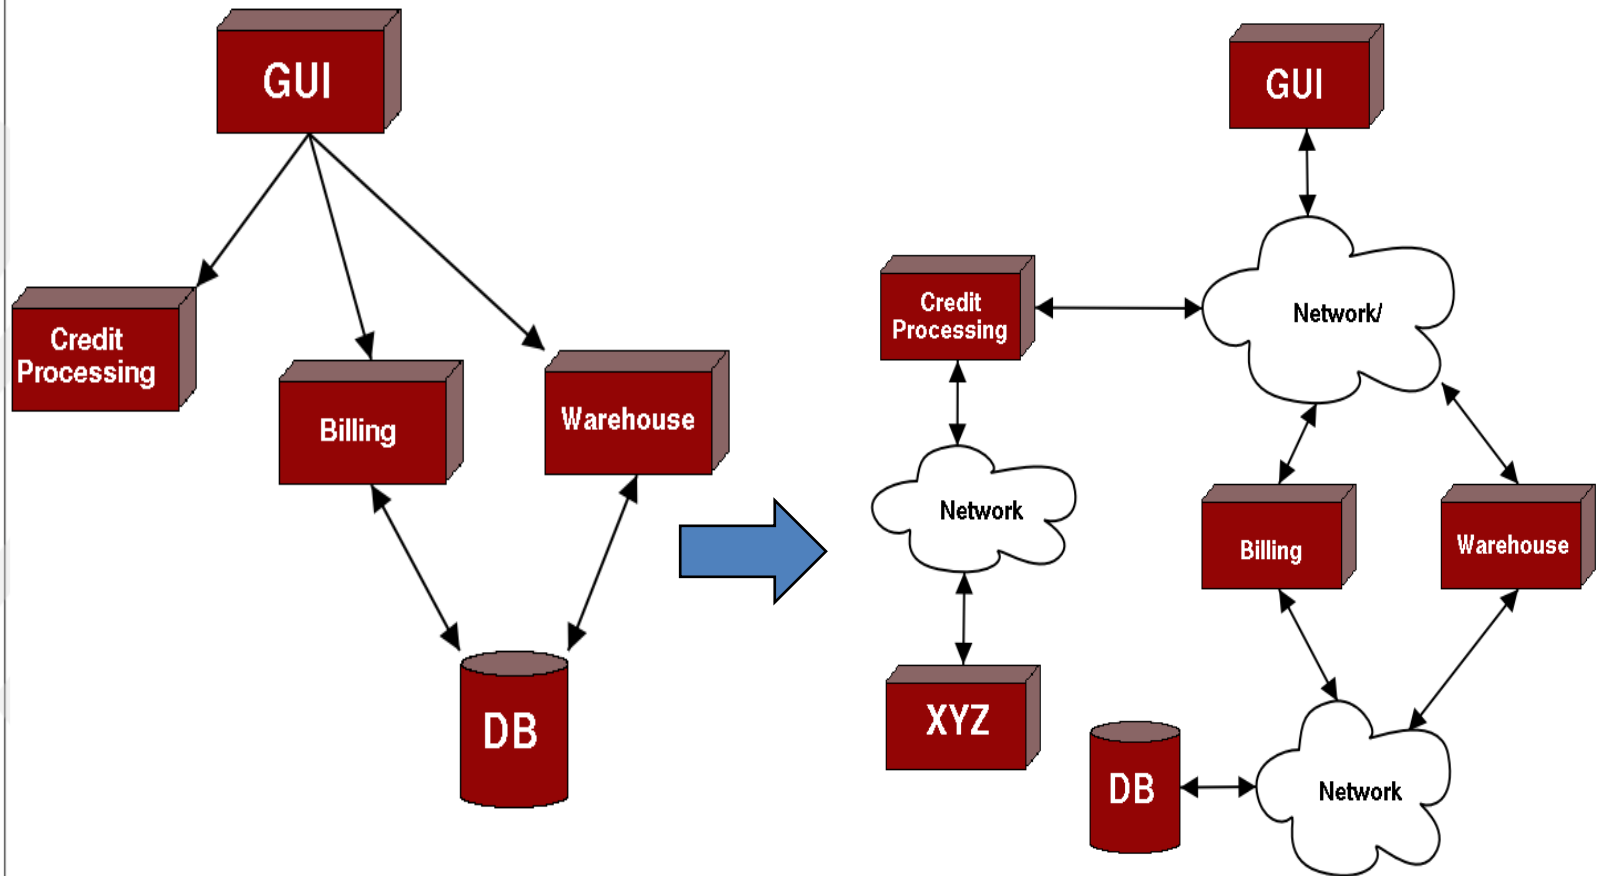 GUI
Credit
Processing
Billing
Warehouse
DB
GUI
Credit
Processing
Network/
Network
Billing
Warehouse
XYZ
DB
Network